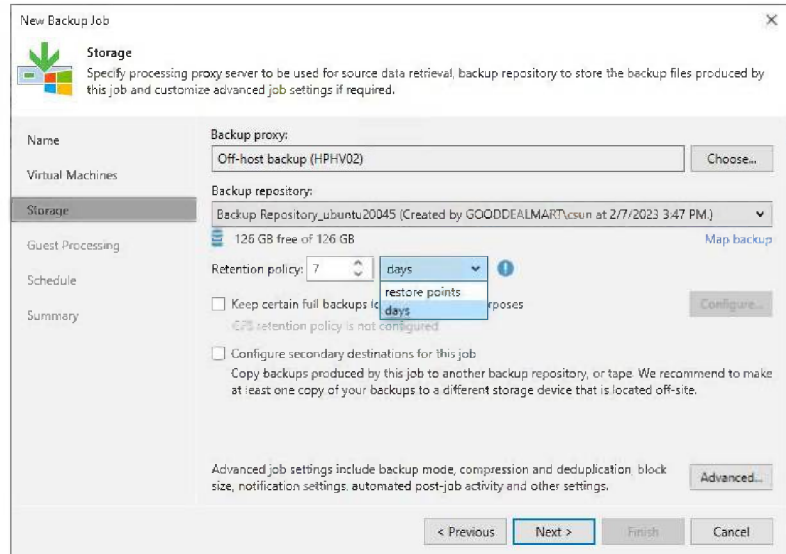 New Backup Job
Storage
Specify processing proxy server to be used for source data retrieval, backup repository to store the backup files produced by
this job and customize advanced job settings if required.
Name
Virtual Machines
Storage
Guest Processing
Schedule
Summary
Backup proxy:
Off-host backup (HPHV02)
Choose...
Backup repository:
Backup Repository_ubuntu20045 (Created by GOODDEALMART\csun at 2/7/2023 3:47 PM.)
126 GB free of 126 GB
Map backup
Retention policy: 7 days
restore points
days
Keep certain full backups
Configure...
GFS retention policy is not configured
Configure secondary destinations for this job
Copy backups produced by this job to another backup repository, or tape. We recommend to make
at least one copy of your backups to a different storage device that is located off-site.
Advanced job settings include backup mode, compression and deduplication, block
size, notification settings, automated post-job activity and other settings.
Advanced...
< Previous
Next >
Finish
Cancel